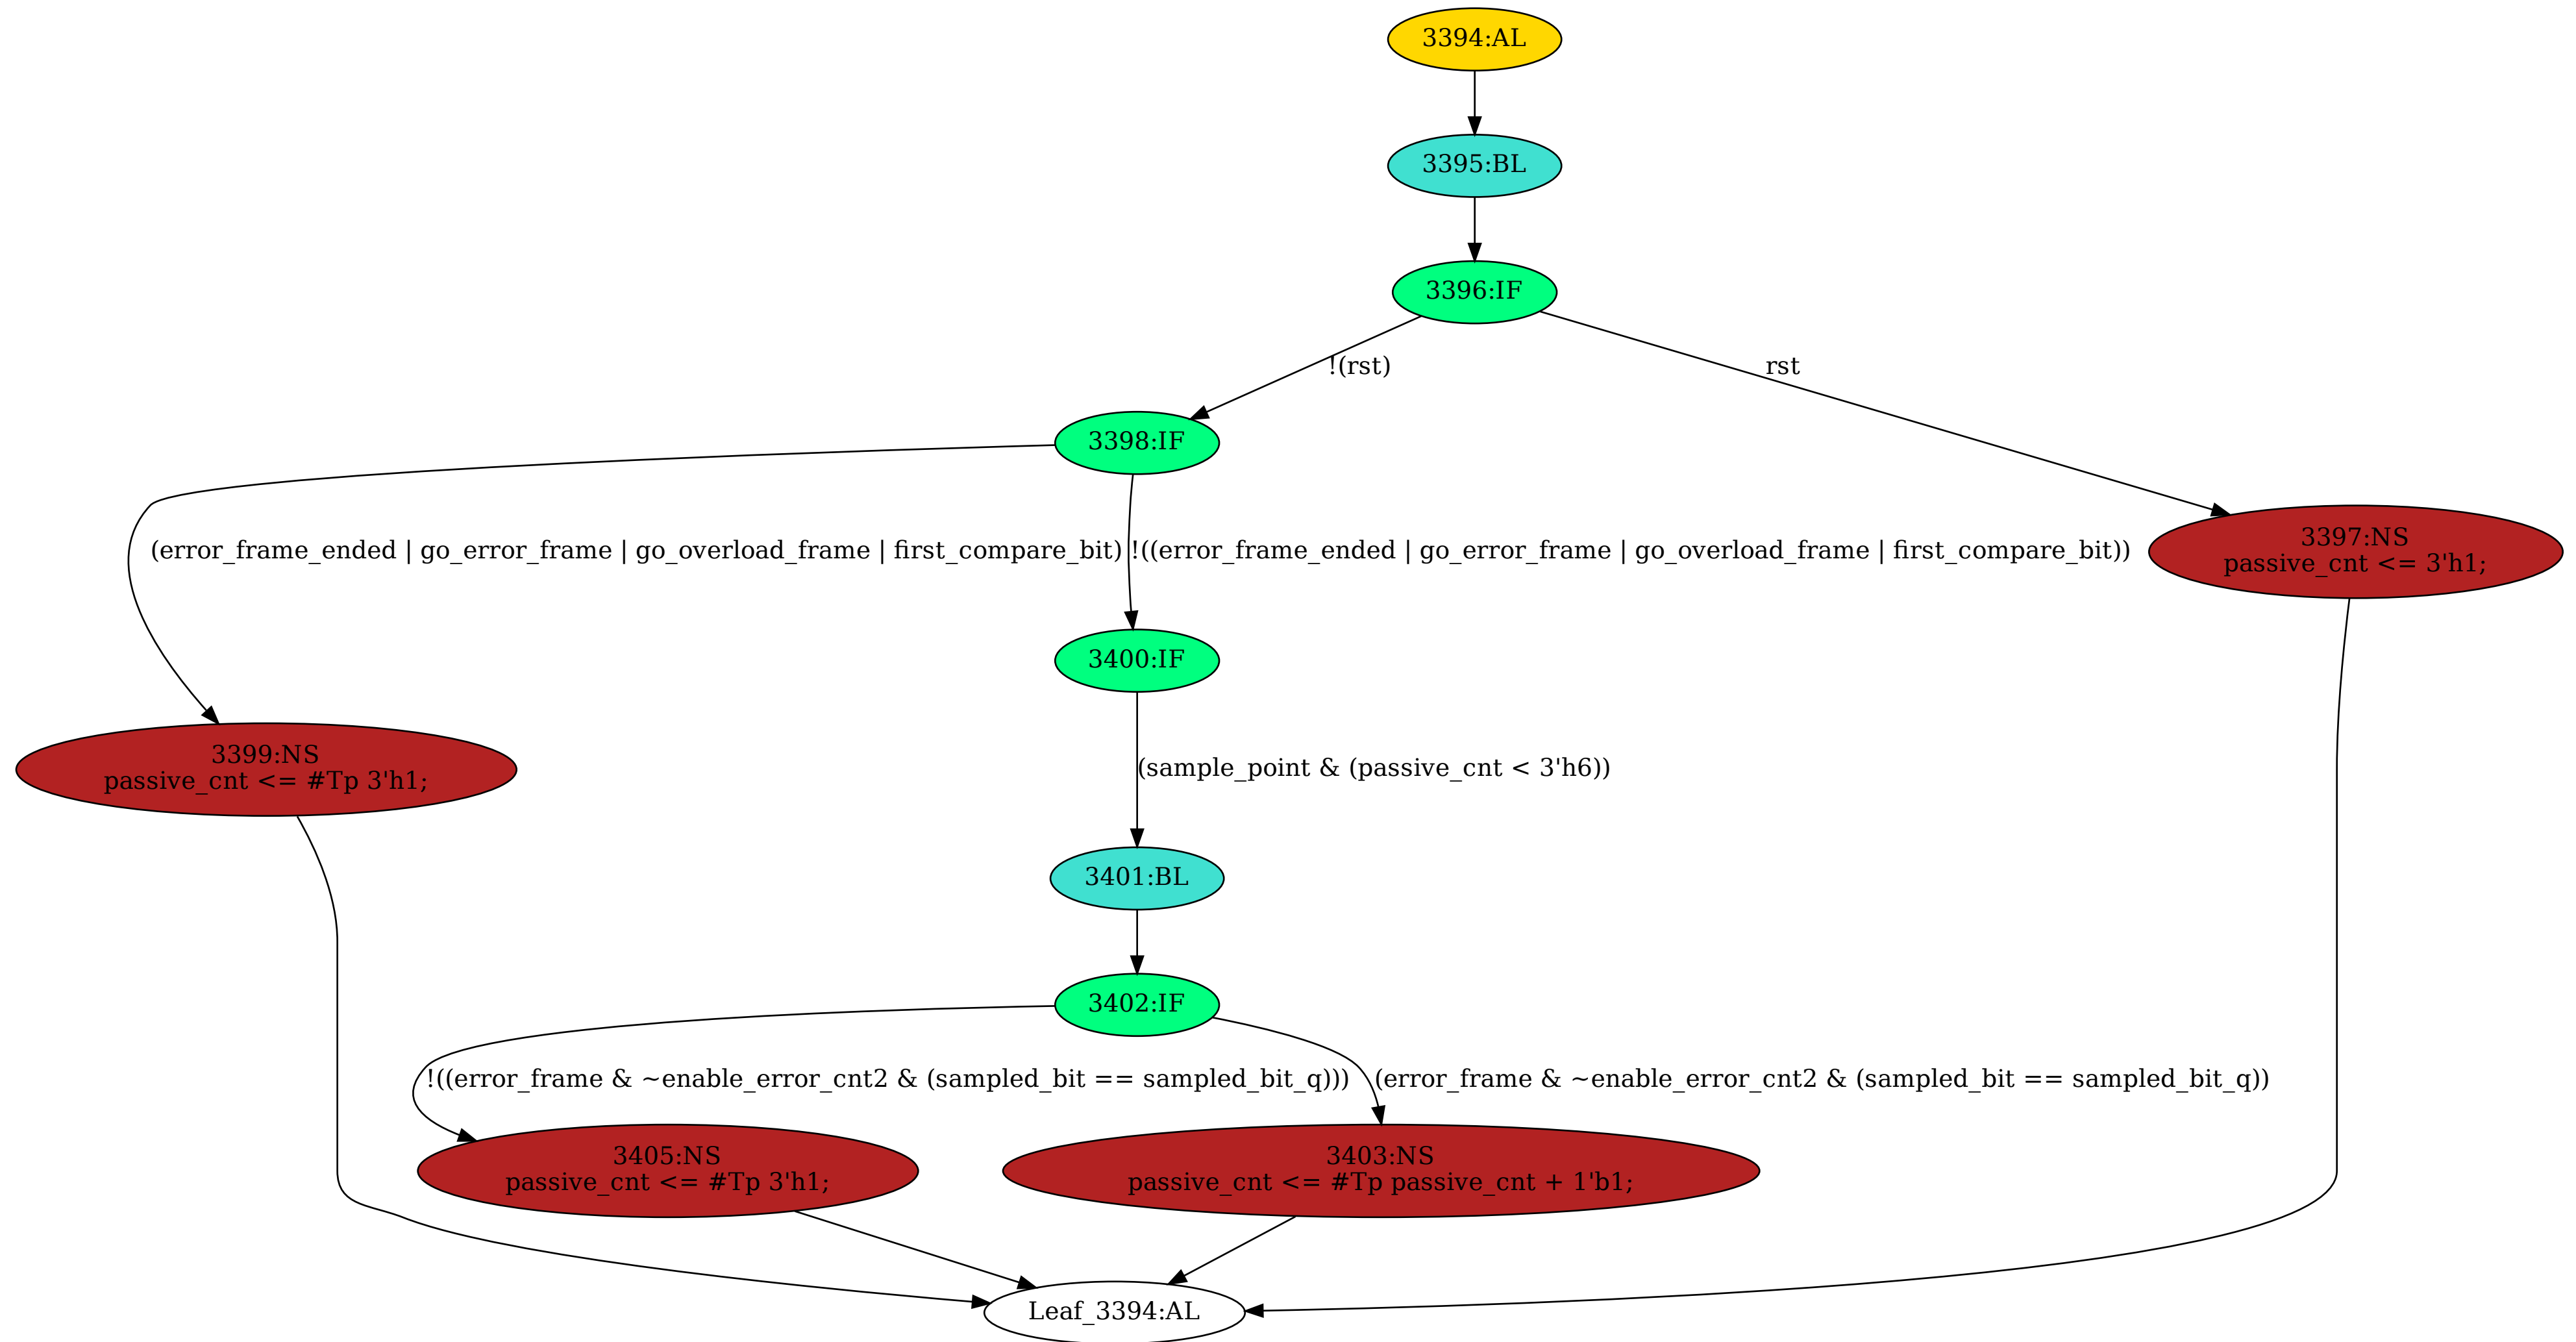 3394:AL
3395:BL
3396:IF
!(rst)
rst
3398:IF
(error_frame_ended | go_error_frame | go_overload_frame | first_compare_bit)
!((error_frame_ended | go_error_frame | go_overload_frame | first_compare_bit))
3397:NS
passive_cnt <= 3'h1;
3400:IF
3399:NS
passive_cnt <= #Tp 3'h1;
(sample_point & (passive_cnt < 3'h6))
3401:BL
3402:IF
!((error_frame & ~enable_error_cnt2 & (sampled_bit == sampled_bit_q)))
(error_frame & ~enable_error_cnt2 & (sampled_bit == sampled_bit_q))
3405:NS
passive_cnt <= #Tp 3'h1;
3403:NS
passive_cnt <= #Tp passive_cnt + 1'b1;
Leaf_3394:AL